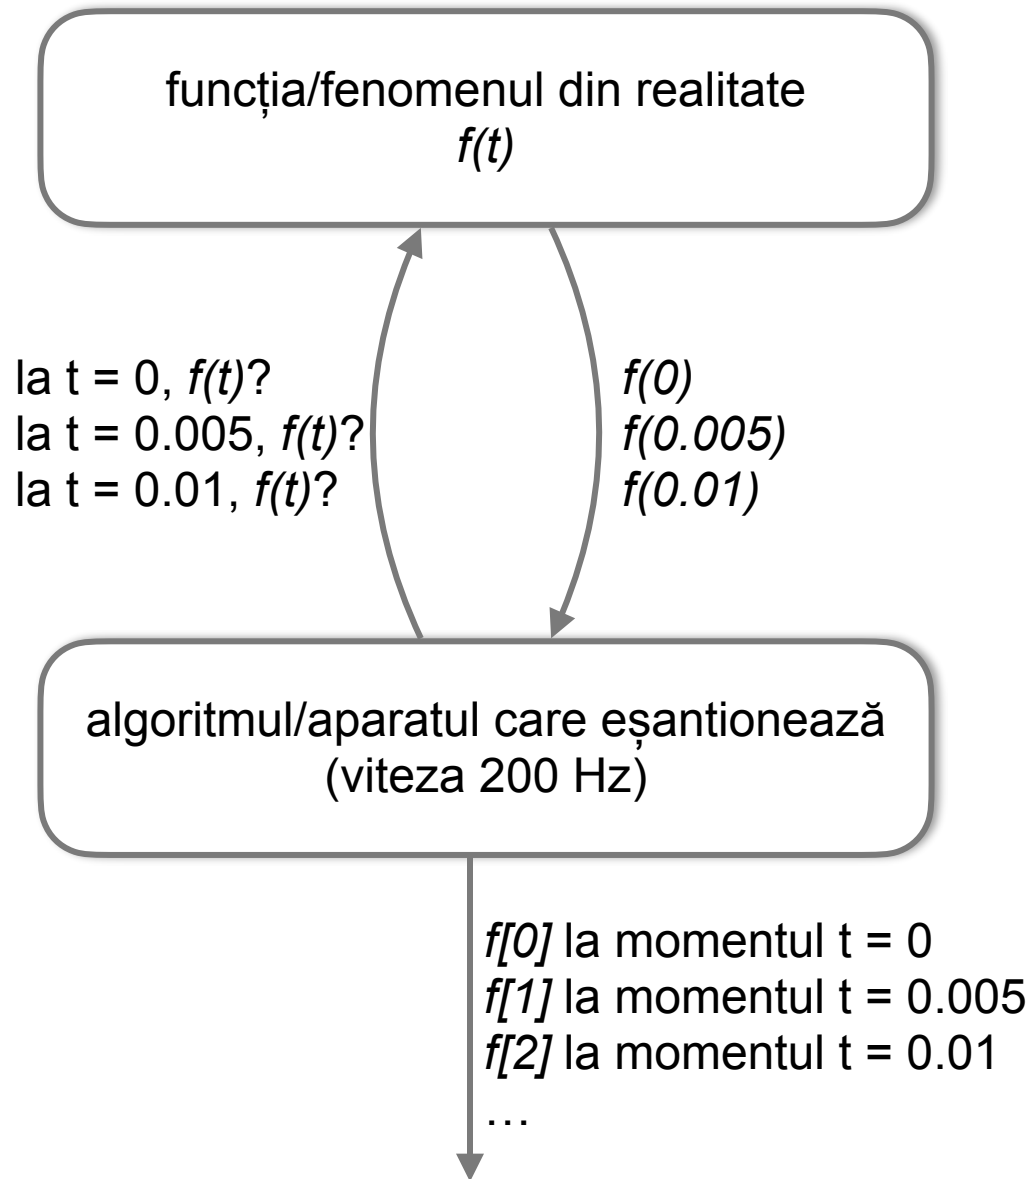 funcția/fenomenul din realitate
f(t)
la t = 0, f(t)?
la t = 0.005, f(t)?
la t = 0.01, f(t)?
f(0)
f(0.005)
f(0.01)
algoritmul/aparatul care eșantionează
(viteza 200 Hz)
f[0] la momentul t = 0
f[1] la momentul t = 0.005
f[2] la momentul t = 0.01
…